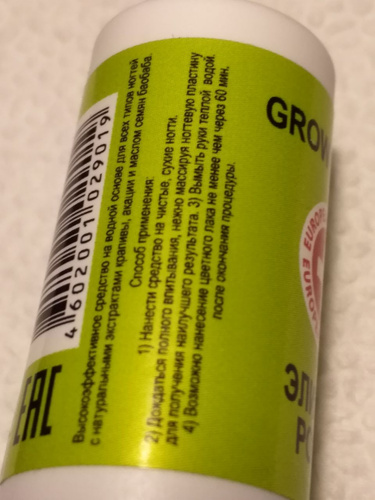 Высокоэффективное средство на водной основе для всех типов ногтей
с натуральными экстрактами крапивы, акации и маслом семян баобаба.
Способ применения:
1) Нанести средство на чистые, сухие ногти.
2) Дождаться полного впитывания, нежно массируя ногтевую пластину
для получения наилучшего результата. 3) Вымыть руки теплой водой.
4) Возможно нанесение цветного лака не менее чем через 60 мин.
после окончания процедуры.
4 602001 029019
EAC
GROW
EUROPE
ЭЛ
РО